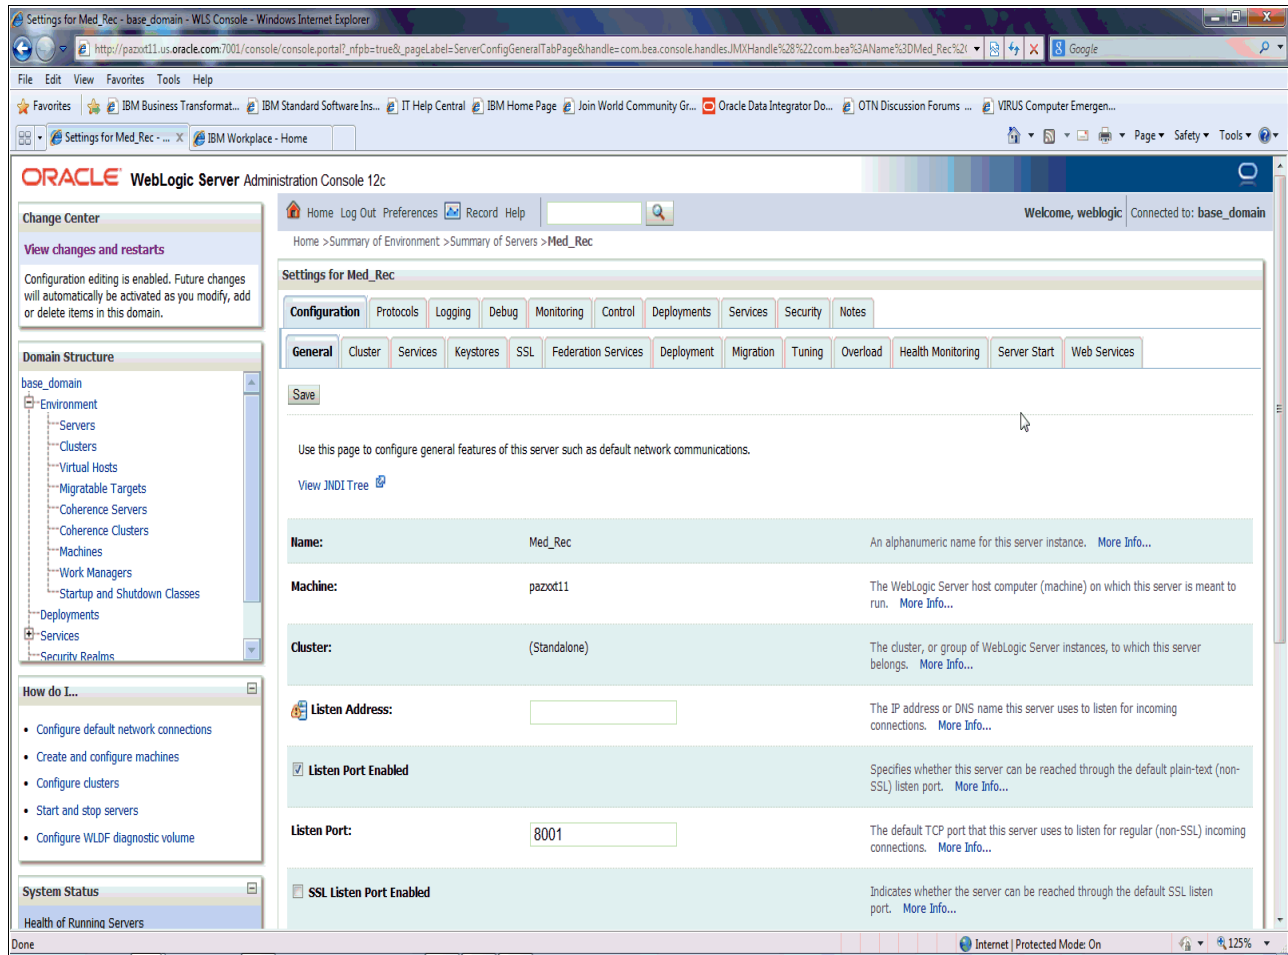 Settings for Med_Rec - base_domain - WLS Console - Windows Internet Explorer
http://pazxxt11.us.oracle.com:7001/console/console.portal?_nfpb=true&_pageLabel=ServerConfigGeneralTabPage&handle=com.bea.console.handles.JMXHandle%28%22com.bea%3AName%3DMed_Rec%2
Google
File Edit View Favorites Tools Help
Favorites IBM Business Transformat... IBM Standard Software Ins... IT Help Central IBM Home Page Join World Community Gr... Oracle Data Integrator Do... OTN Discussion Forums ... VIRUS Computer Emergen...
Settings for Med_Rec - ... X IBM Workplace - Home
Page Safety Tools
ORACLE WebLogic Server Administration Console 12c
Change Center
View changes and restarts
Configuration editing is enabled. Future changes
will automatically be activated as you modify, add
or delete items in this domain.
Domain Structure
base_domain
Environment
Servers
Clusters
Virtual Hosts
Migratable Targets
Coherence Servers
Coherence Clusters
Machines
Work Managers
Startup and Shutdown Classes
Deployments
Services
Security Realms
How do I...
• Configure default network connections
• Create and configure machines
• Configure clusters
• Start and stop servers
• Configure WLDF diagnostic volume
System Status
Health of Running Servers
Home Log Out Preferences Record Help
Welcome, weblogic Connected to: base_domain
Home >Summary of Environment >Summary of Servers >Med_Rec
Settings for Med_Rec
Configuration Protocols Logging Debug Monitoring Control Deployments Services Security Notes
General Cluster Services Keystores SSL Federation Services Deployment Migration Tuning Overload Health Monitoring Server Start Web Services
Save
Use this page to configure general features of this server such as default network communications.
View JNDI Tree
Name: Med_Rec An alphanumeric name for this server instance. More Info...
Machine: pazxxt11 The WebLogic Server host computer (machine) on which this server is meant to
run. More Info...
Cluster: (Standalone) The cluster, or group of WebLogic Server instances, to which this server
belongs. More Info...
Listen Address: The IP address or DNS name this server uses to listen for incoming
connections. More Info...
Listen Port Enabled Specifies whether this server can be reached through the default plain-text (non-
SSL) listen port. More Info...
Listen Port: 8001 The default TCP port that this server uses to listen for regular (non-SSL) incoming
connections. More Info...
SSL Listen Port Enabled Indicates whether the server can be reached through the default SSL listen
port. More Info...
Done Internet | Protected Mode: On 125%